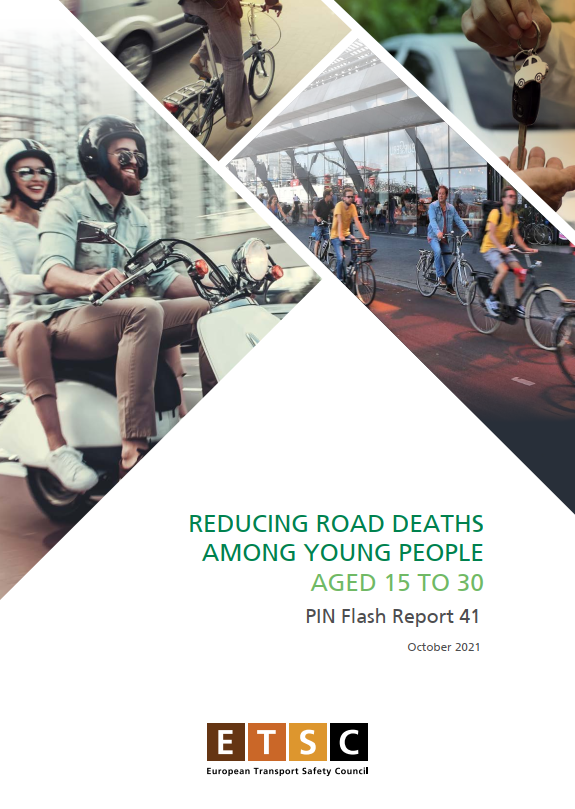 REDUCING ROAD DEATHS
AMONG YOUNG PEOPLE
AGED 15 TO 30
PIN Flash Report 41
October 2021
ETSC
European Transport Safety Council